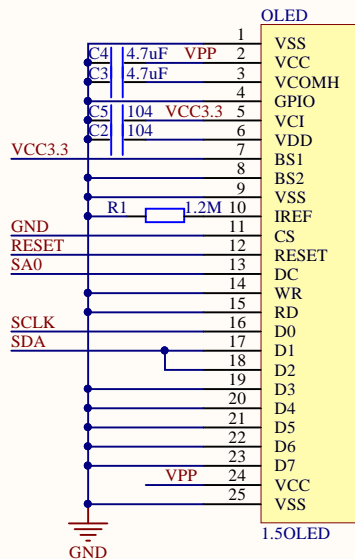 OLED
1 VSS
C4 4.7uF VPP 2 VCC
C3 4.7uF 3 VCOMH
4 GPIO
C5 104 VCC3.3 5 VCI
C2 104 6 VDD
VCC3.3 7 BS1
8 BS2
9 VSS
R1 1.2M 10 IREF
GND 11 CS
RESET 12 RESET
SA0 13 DC
14 WR
15 RD
SCLK 16 D0
SDA 17 D1
18 D2
19 D3
20 D4
21 D5
22 D6
23 D7
VPP 24 VCC
25 VSS
1.5OLED
GND